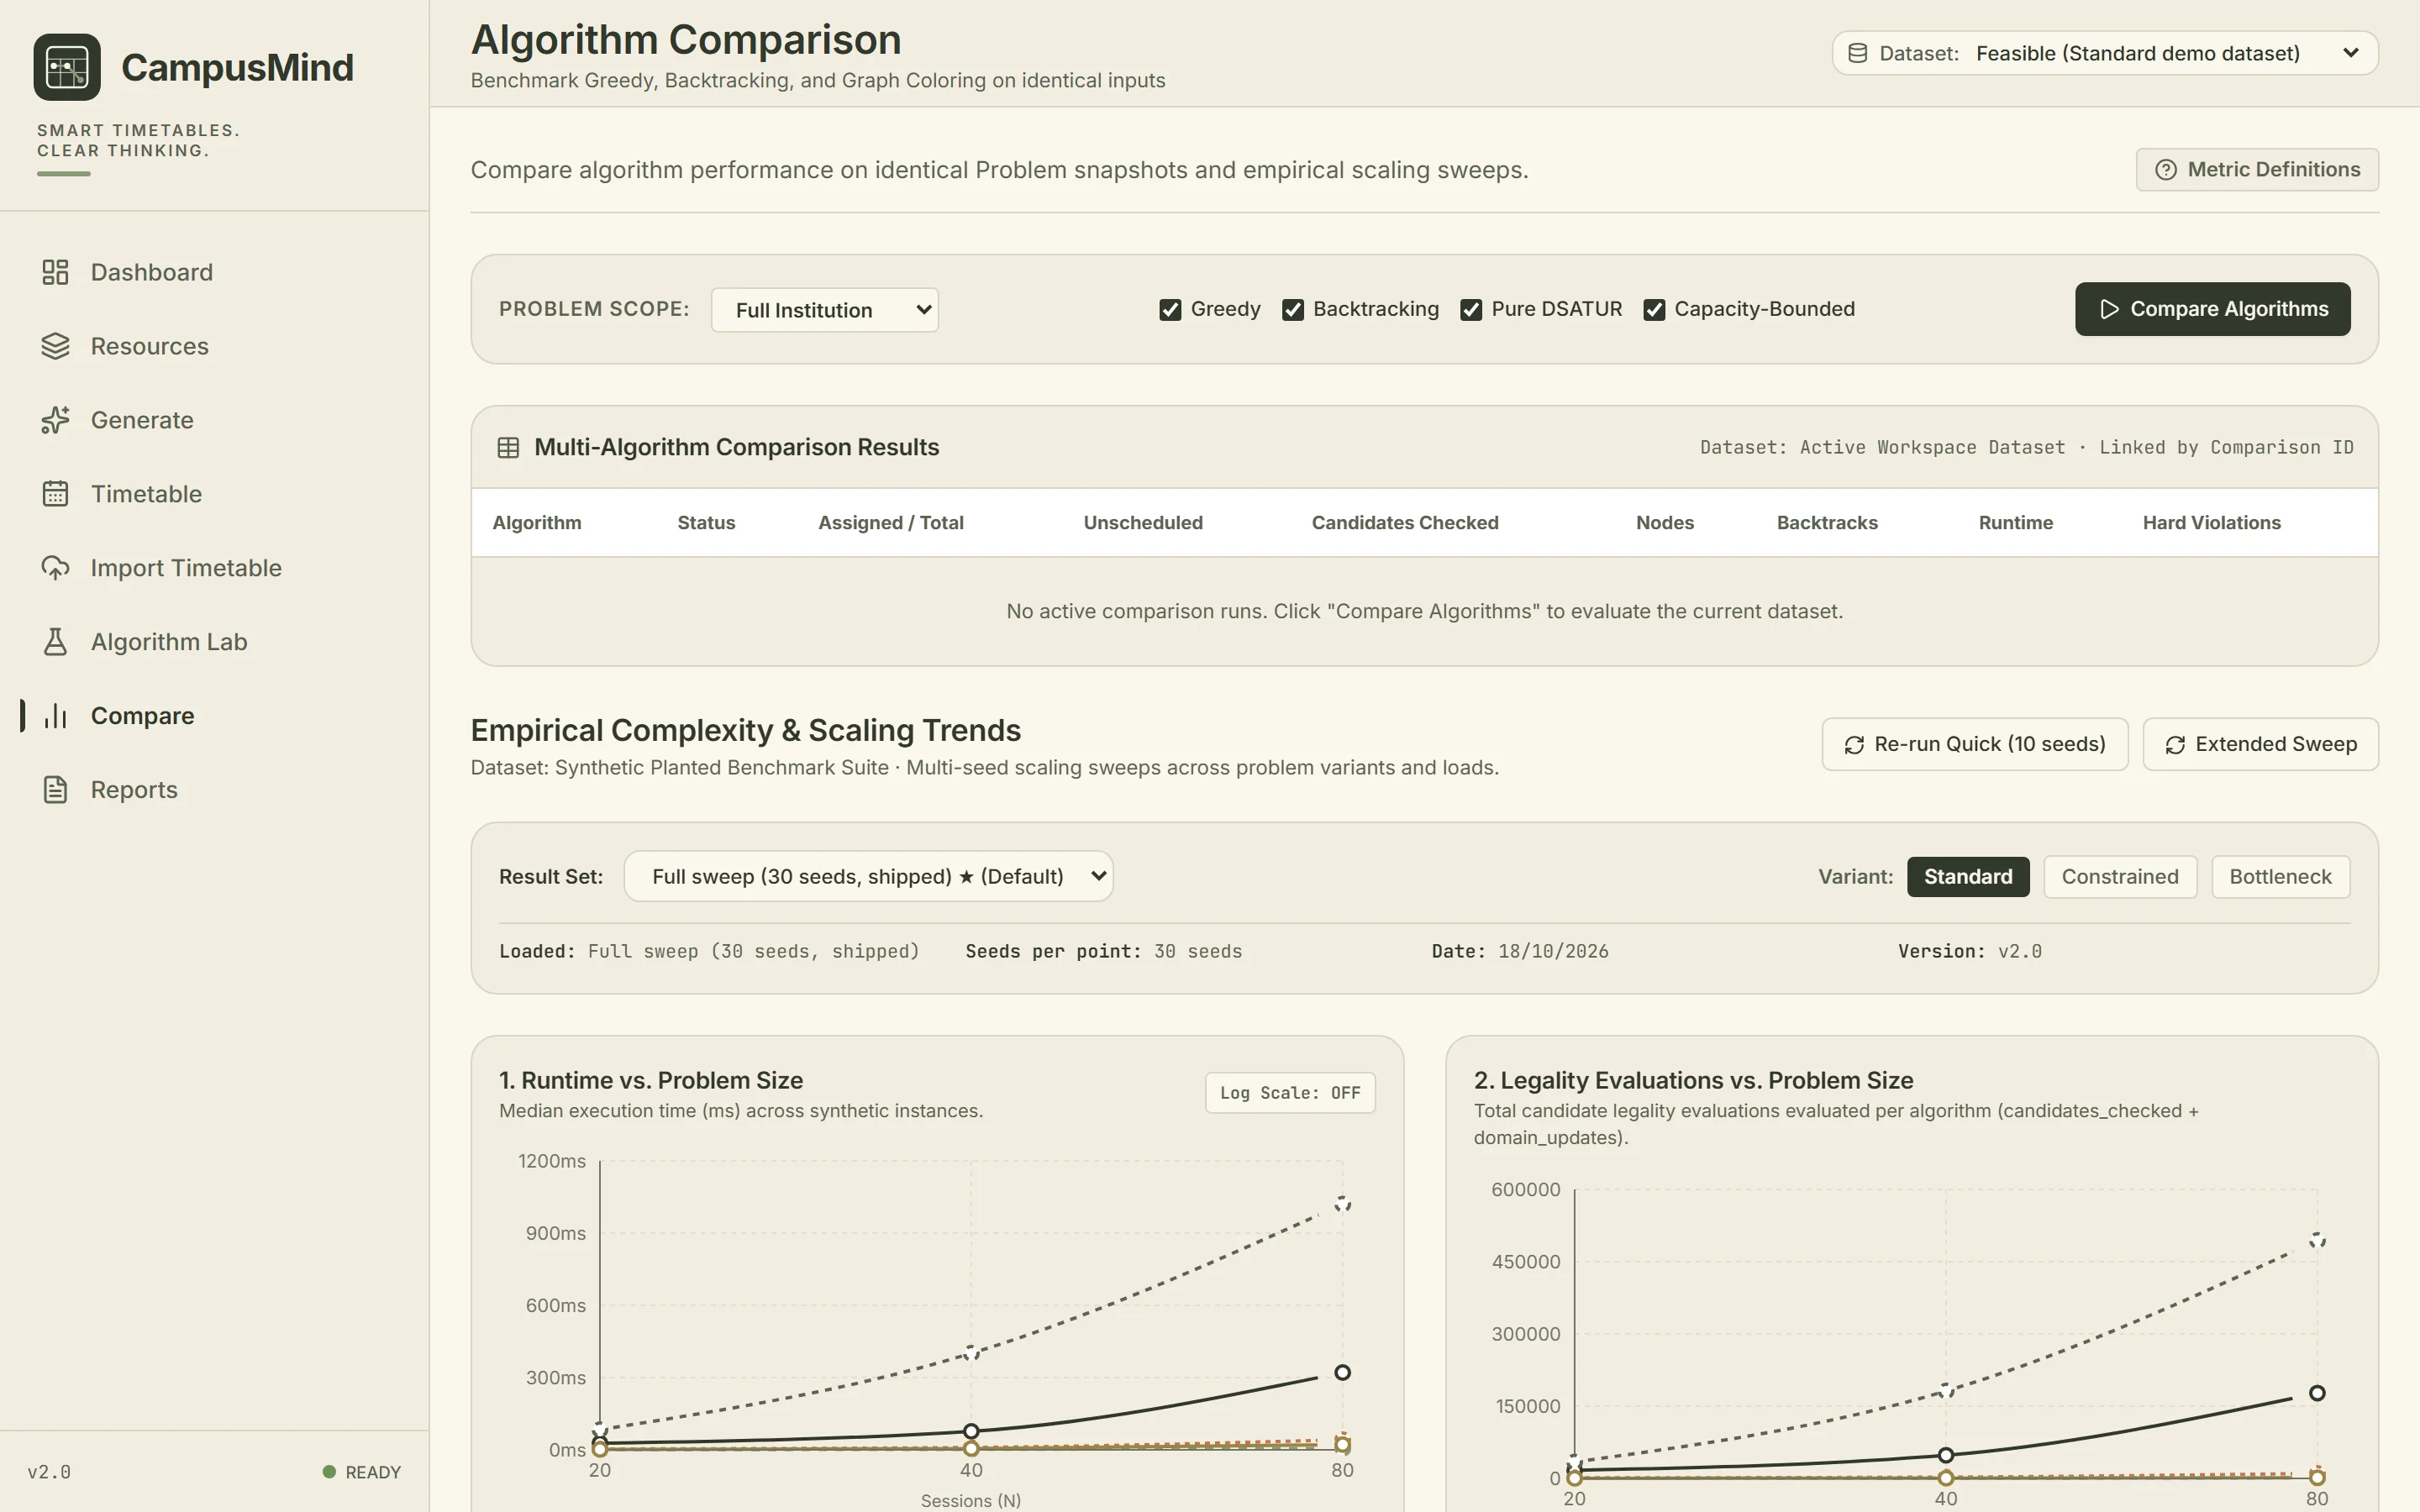 CampusMind
SMART TIMETABLES.
CLEAR THINKING.
Dashboard
Resources
Generate
Timetable
Import Timetable
Algorithm Lab
Compare
Reports
v2.0
READY
Algorithm Comparison
Benchmark Greedy, Backtracking, and Graph Coloring on identical inputs
Dataset: Feasible (Standard demo dataset)
Compare algorithm performance on identical Problem snapshots and empirical scaling sweeps.
Metric Definitions
PROBLEM SCOPE: Full Institution
Greedy Backtracking Pure DSATUR Capacity-Bounded
Compare Algorithms
Multi-Algorithm Comparison Results
Dataset: Active Workspace Dataset · Linked by Comparison ID
Algorithm Status Assigned / Total Unscheduled Candidates Checked Nodes Backtracks Runtime Hard Violations
No active comparison runs. Click "Compare Algorithms" to evaluate the current dataset.
Empirical Complexity & Scaling Trends
Dataset: Synthetic Planted Benchmark Suite · Multi-seed scaling sweeps across problem variants and loads.
Re-run Quick (10 seeds)
Extended Sweep
Result Set: Full sweep (30 seeds, shipped) ★ (Default)
Variant: Standard Constrained Bottleneck
Loaded: Full sweep (30 seeds, shipped) Seeds per point: 30 seeds Date: 18/10/2026 Version: v2.0
1. Runtime vs. Problem Size
Median execution time (ms) across synthetic instances.
Log Scale: OFF
1200ms
900ms
600ms
300ms
0ms
20 40 80
Sessions (N)
2. Legality Evaluations vs. Problem Size
Total candidate legality evaluations evaluated per algorithm (candidates_checked +
domain_updates).
600000
450000
300000
150000
0
20 40 80